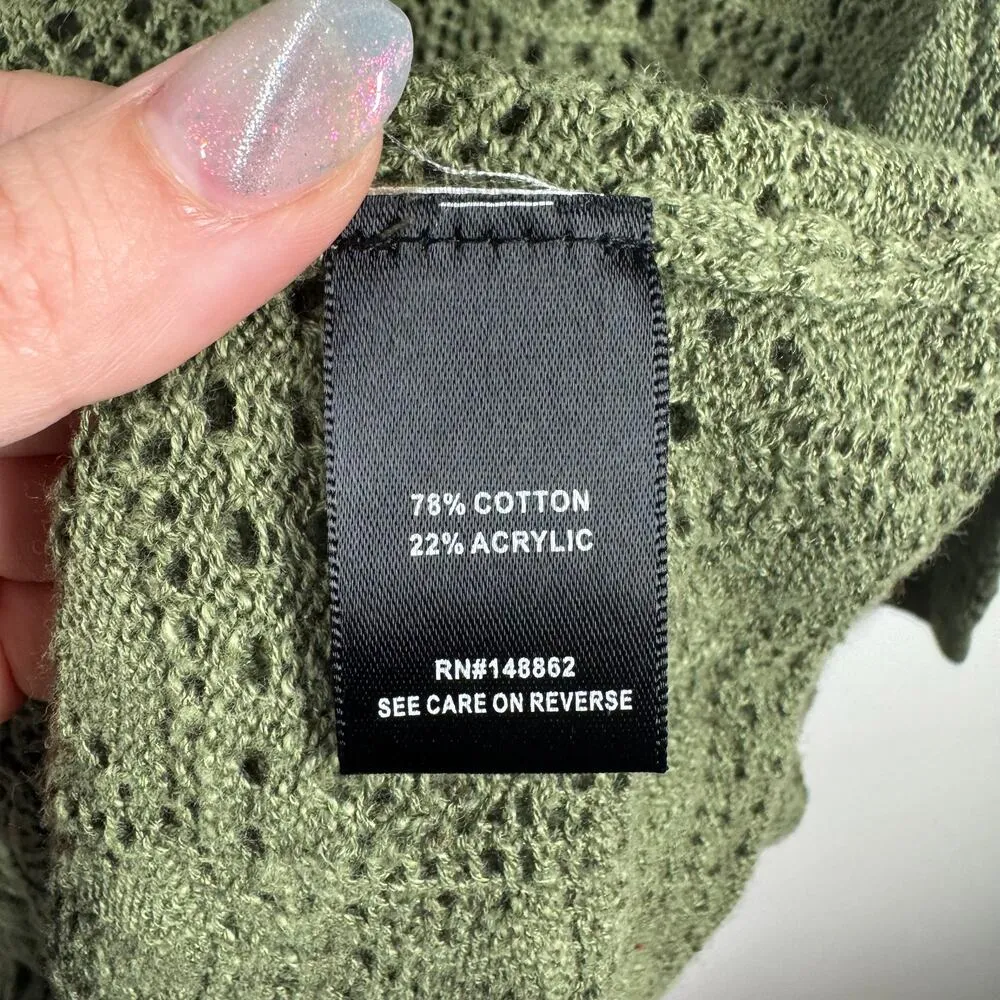 78% COTTON
22% ACRYLIC
RN#148862
SEE CARE ON REVERSE